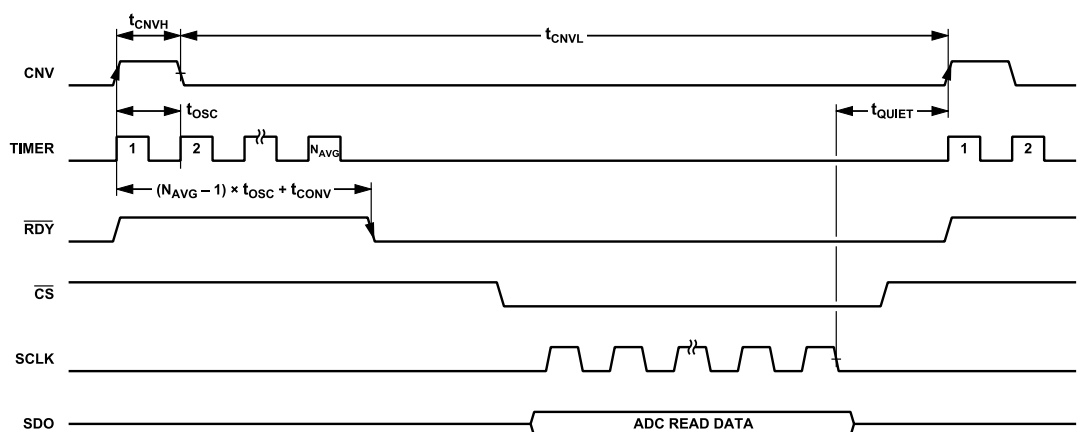 tCNVH
tCNVL
CNV
tOSC
tQUIET
TIMER
1 2 NAVG 1 2
(NAVG – 1) × tOSC + tCONV
RDY
CS
SCLK
SDO
ADC READ DATA